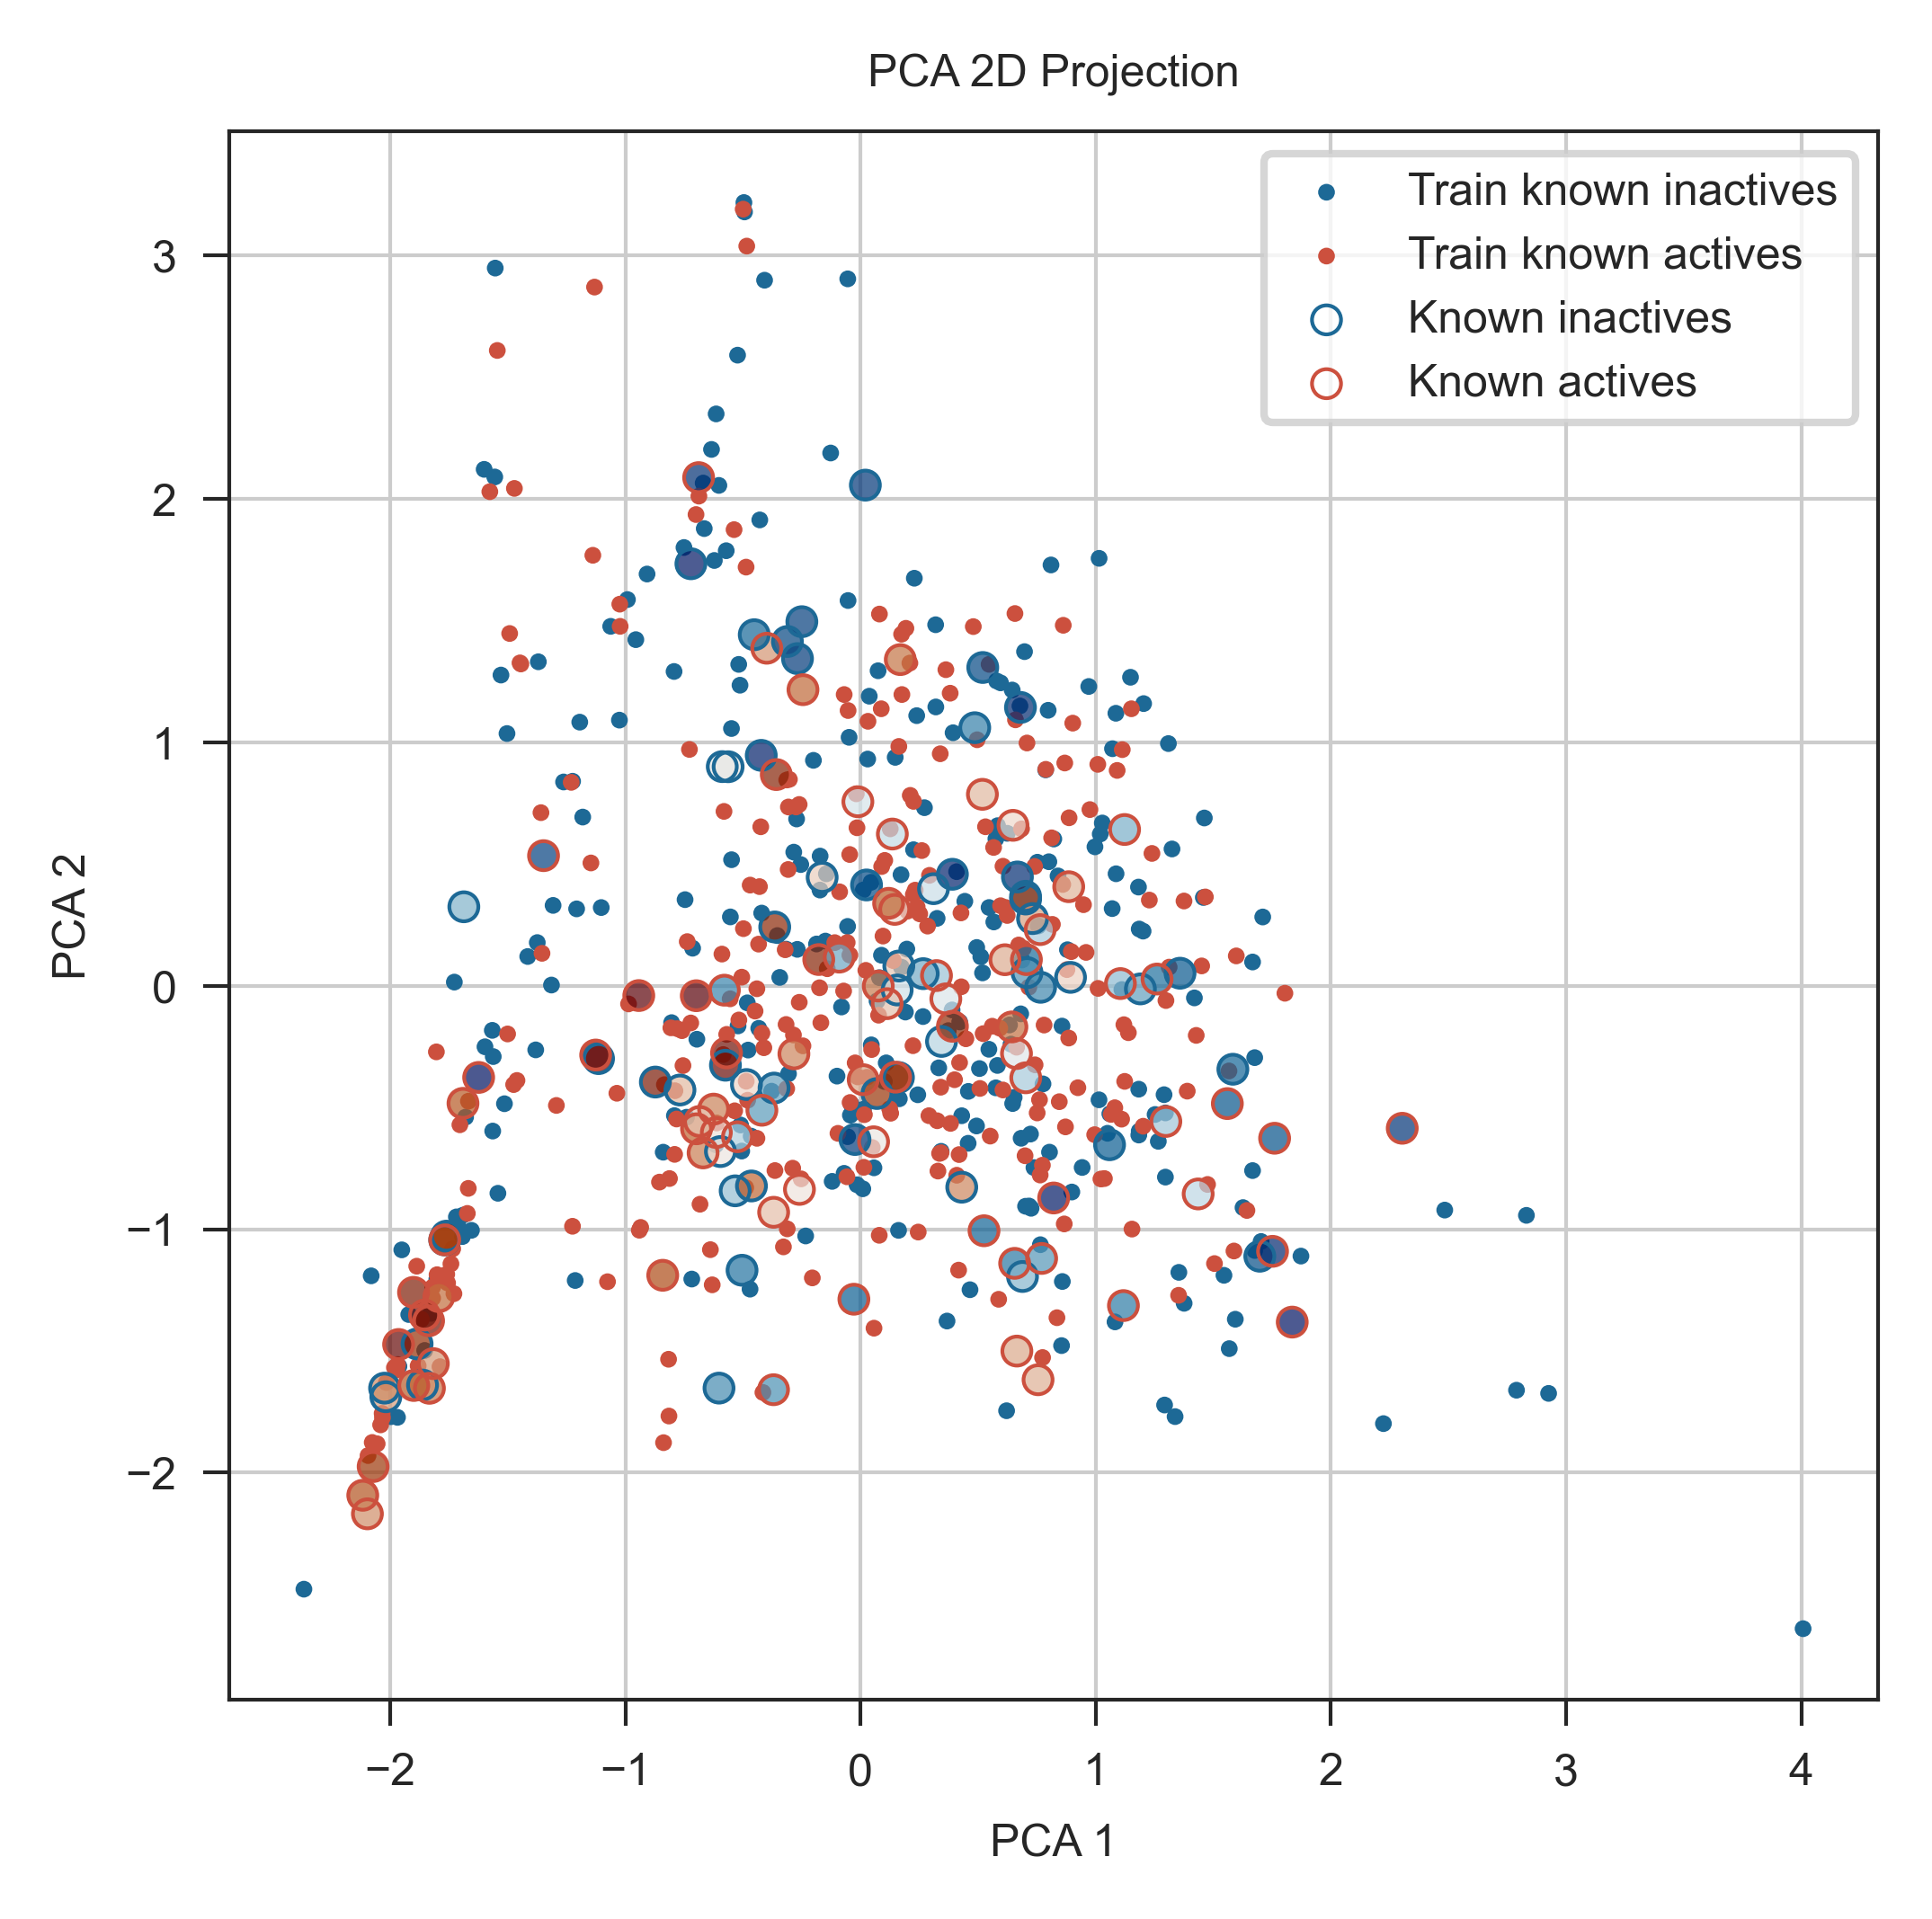 PCA 2D Projection
Train known inactives
Train known actives
Known inactives
Known actives
3
2
1
0
−1
−2
PCA 2
−2
−1
0
1
2
3
4
PCA 1